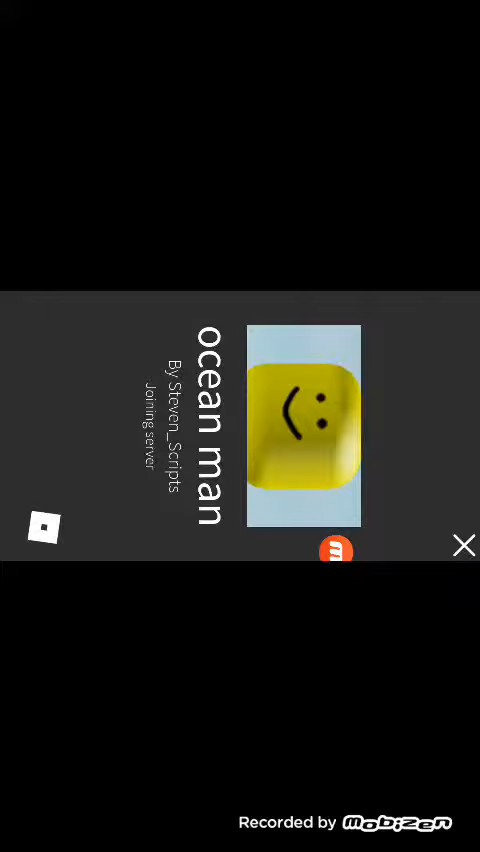 ocean man
By Steven_Scripts
Joining server
m
Recorded by mobizen